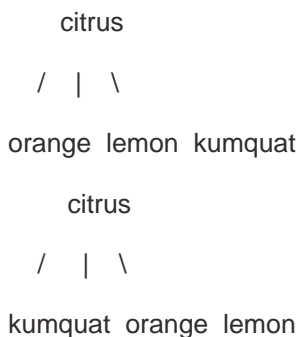 citrus
/ | \
orange lemon kumquat
citrus
/ | \
kumquat orange lemon